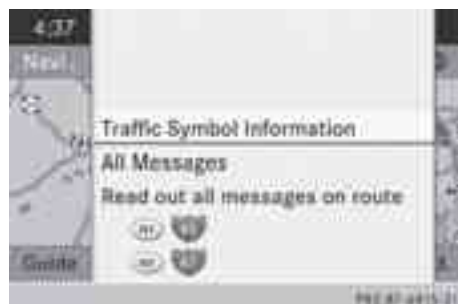 4:37
Navi
Traffic Symbol Information
All Messages
Read out all messages on route
Guide